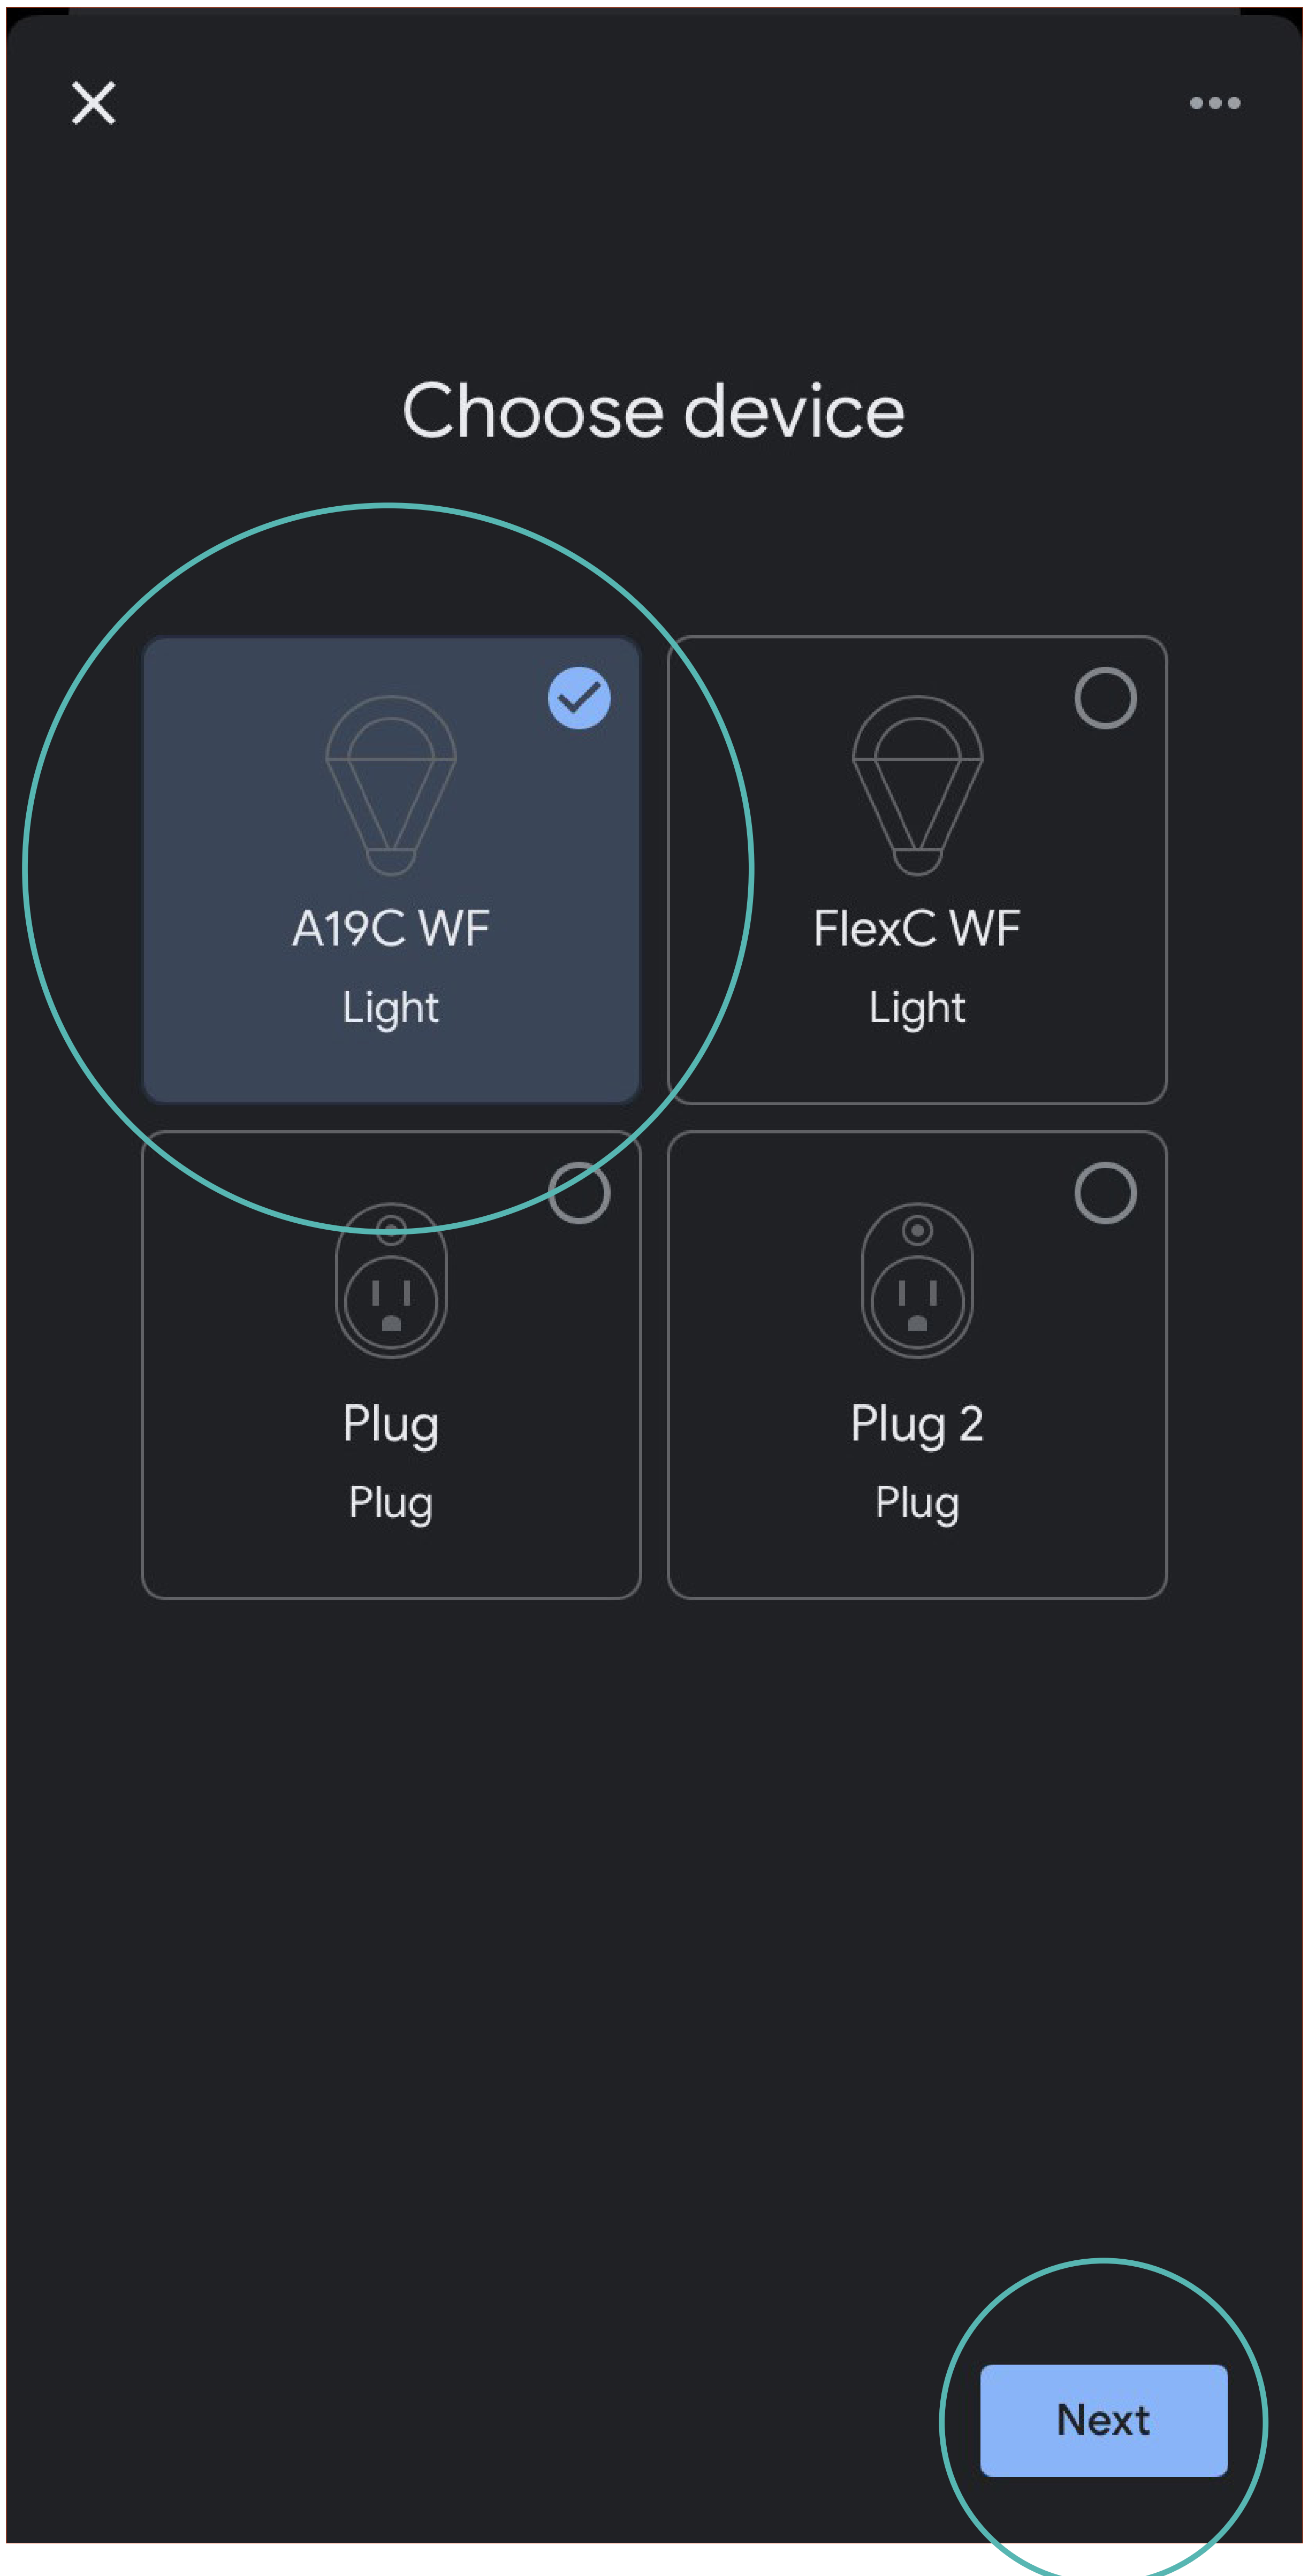 Choose device
A19C WF
Light
FlexC WF
Light
Plug
Plug
Plug 2
Plug
Next